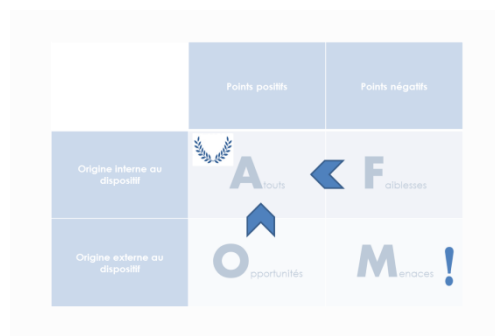 Points positifs
Points négatifs
Origine interne au
dispositif
Atouts
Faiblesses
Origine externe au
dispositif
Opportunités
Menaces !